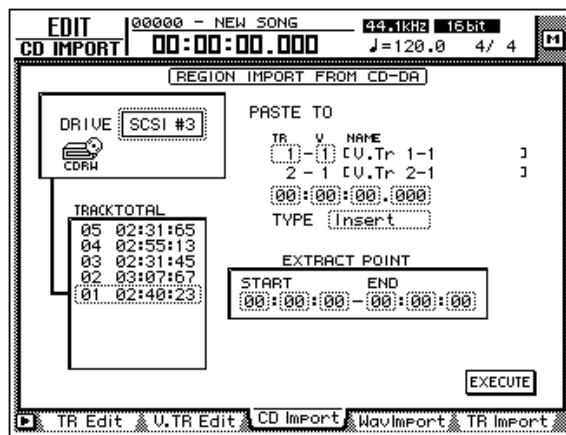 EDIT
CD IMPORT
00000 - NEW SONG
00:00:00.000
44.1kHz 16bit
♩=120.0 4/ 4
M
REGION IMPORT FROM CD-DA
DRIVE SCSI #3
CDRW
PASTE TO
TR V NAME
1 - 1 [V.Tr 1-1 ]
2 - 1 [V.Tr 2-1 ]
00:00:00.000
TYPE Insert
TRACK TOTAL
05 02:31:65
04 02:55:13
03 02:31:45
02 03:07:67
01 02:40:23
EXTRACT POINT
START END
00:00:00-00:00:00
EXECUTE
TR Edit V.TR Edit CD Import WavImport TR Import